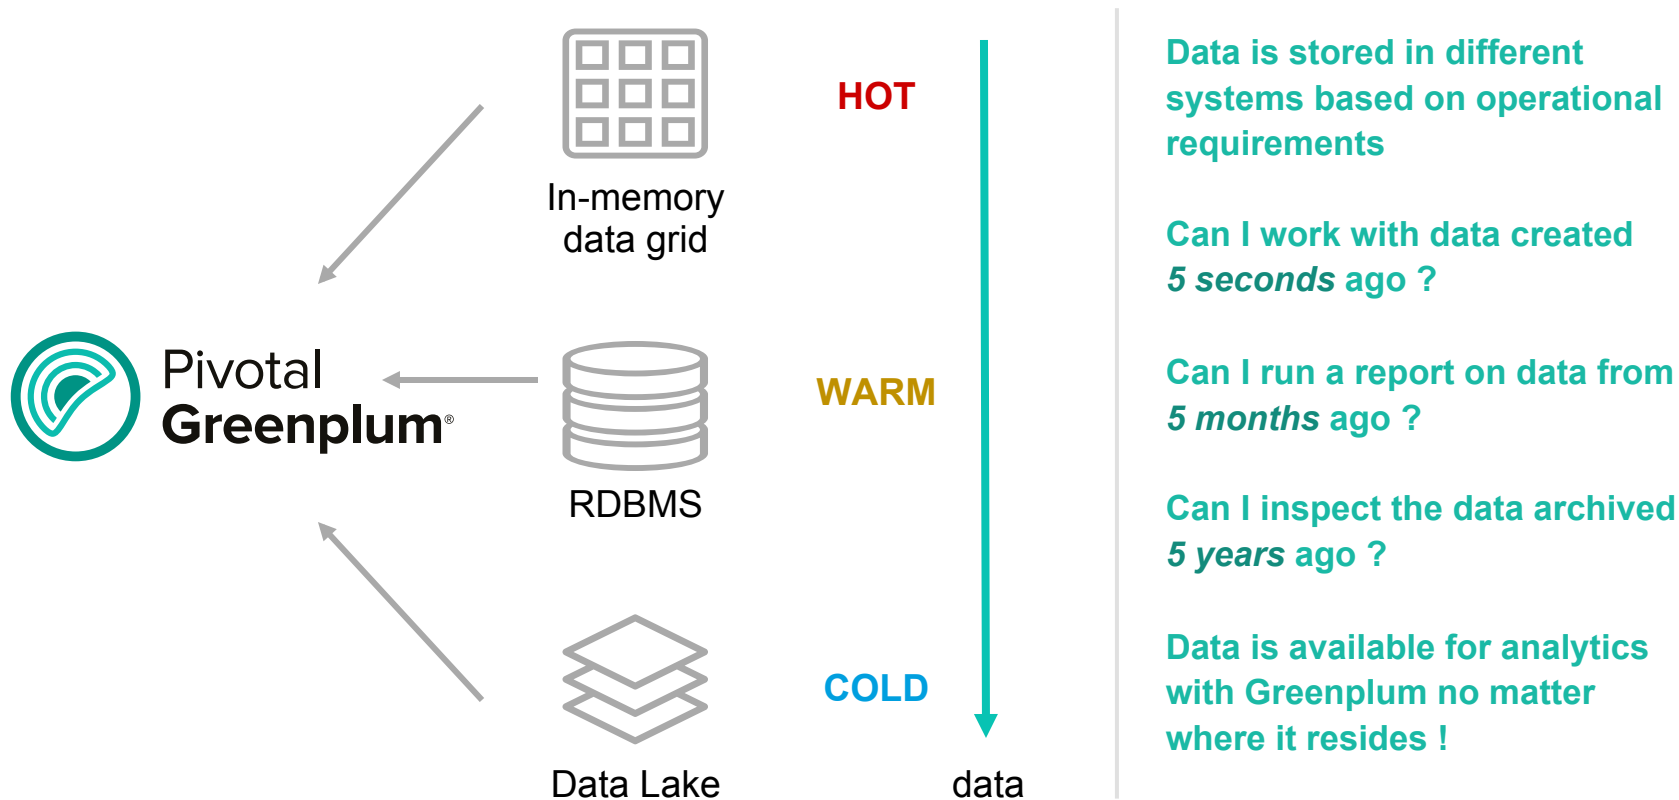 HOT
In-memory
data grid
Pivotal
Greenplum®
WARM
RDBMS
COLD
Data Lake
data
Data is stored in different
systems based on operational
requirements
Can I work with data created
5 seconds ago ?
Can I run a report on data from
5 months ago ?
Can I inspect the data archived
5 years ago ?
Data is available for analytics
with Greenplum no matter
where it resides !